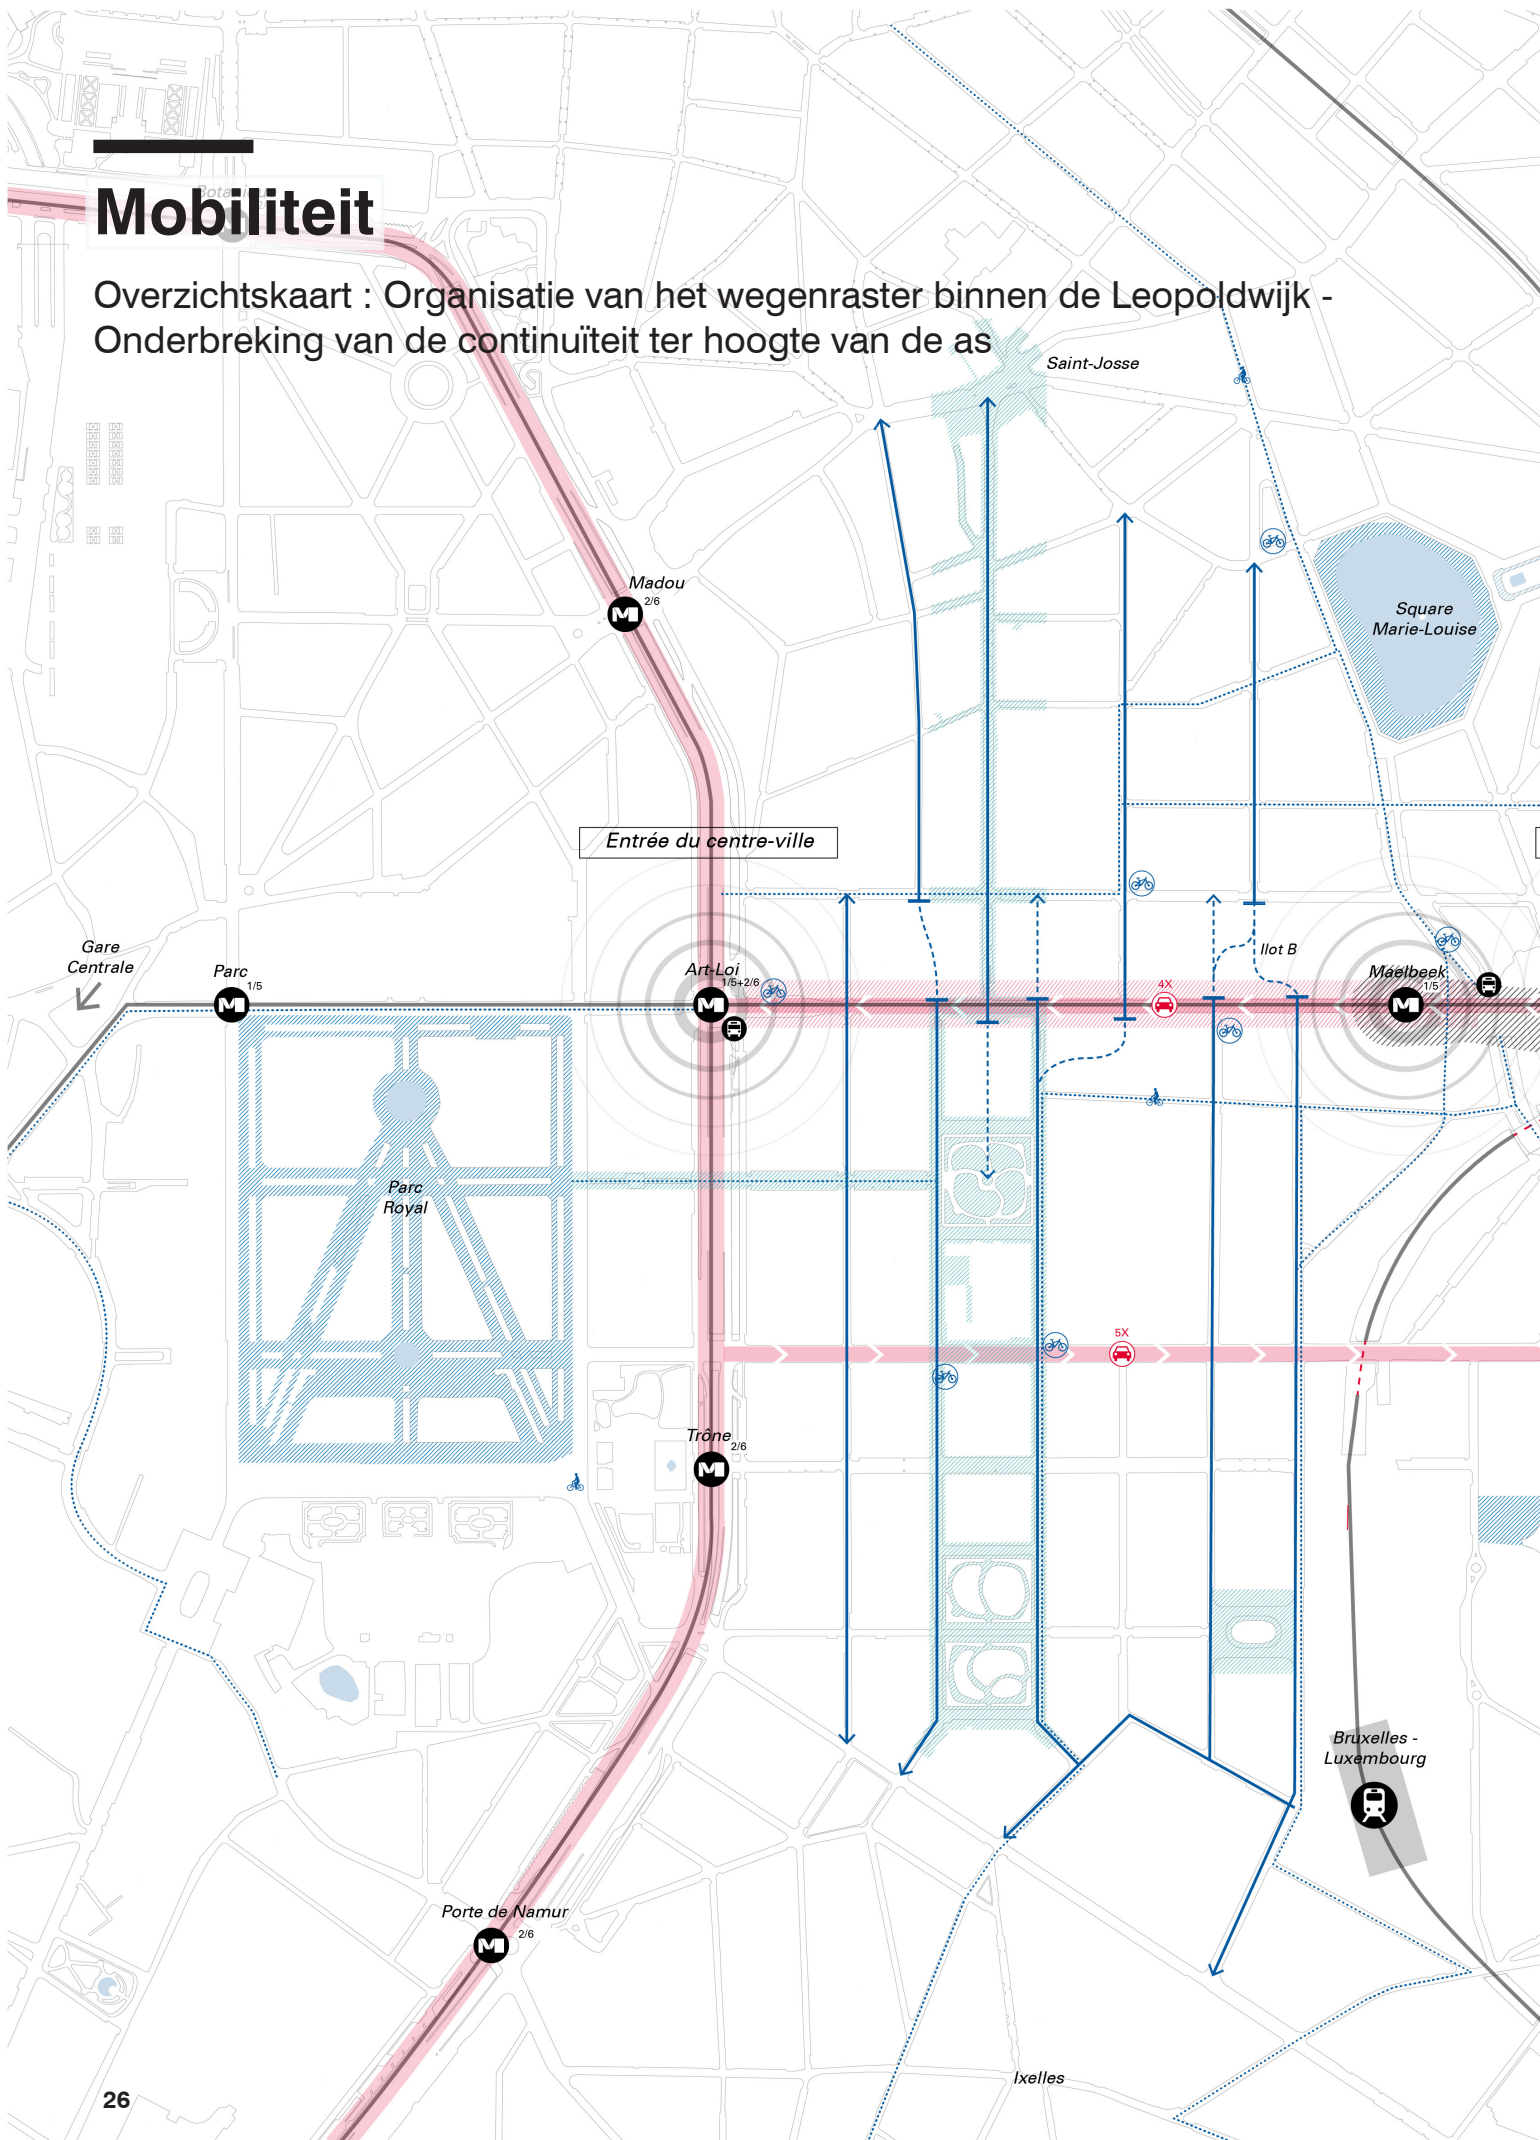 Botanique
Mobiliteit
Overzichtskaart : Organisatie van het wegenraster binnen de Leopoldwijk -
Onderbreking van de continuïteit ter hoogte van de as
Saint-Josse
Madou
2/6
Square
Marie-Louise
Entrée du centre-ville
Gare
Centrale
Parc
1/5
Art-Loi
1/5+2/6
Ilot B
4X
Maelbeek
1/5
Parc
Royal
5X
Trône
2/6
Bruxelles -
Luxembourg
Porte de Namur
2/6
Ixelles
26